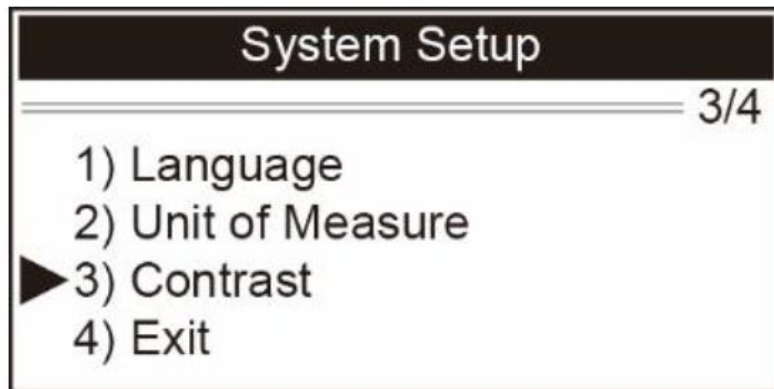 System Setup
3/4
1) Language
2) Unit of Measure
3) Contrast
4) Exit